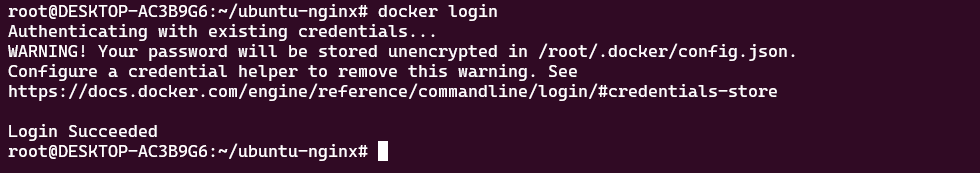 root@DESKTOP-AC3B9G6:~/ubuntu-nginx# docker login
Authenticating with existing credentials...
WARNING! Your password will be stored unencrypted in /root/.docker/config.json.
Configure a credential helper to remove this warning. See
https://docs.docker.com/engine/reference/commandline/login/#credentials-store
Login Succeeded
root@DESKTOP-AC3B9G6:~/ubuntu-nginx#